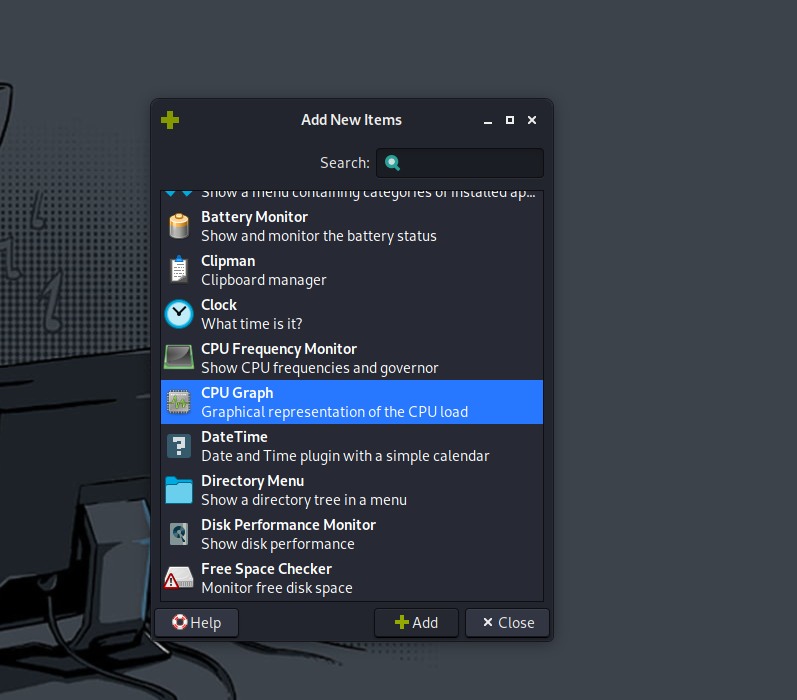 Add New Items
Search:
Show a menu containing categories of installed ap...
Battery Monitor
Show and monitor the battery status
Clipman
Clipboard manager
Clock
What time is it?
CPU Frequency Monitor
Show CPU frequencies and governor
CPU Graph
Graphical representation of the CPU load
DateTime
Date and Time plugin with a simple calendar
Directory Menu
Show a directory tree in a menu
Disk Performance Monitor
Show disk performance
Free Space Checker
Monitor free disk space
Help
Add
Close